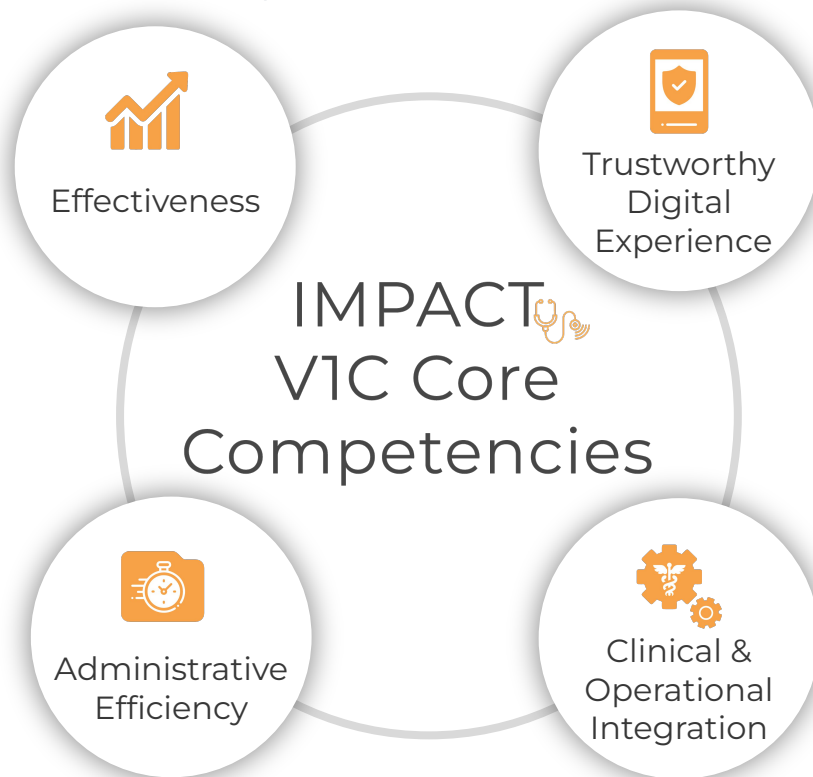 Effectiveness
Trustworthy
Digital
Experience
IMPACT
V1C Core
Competencies
Administrative
Efficiency
Clinical &
Operational
Integration